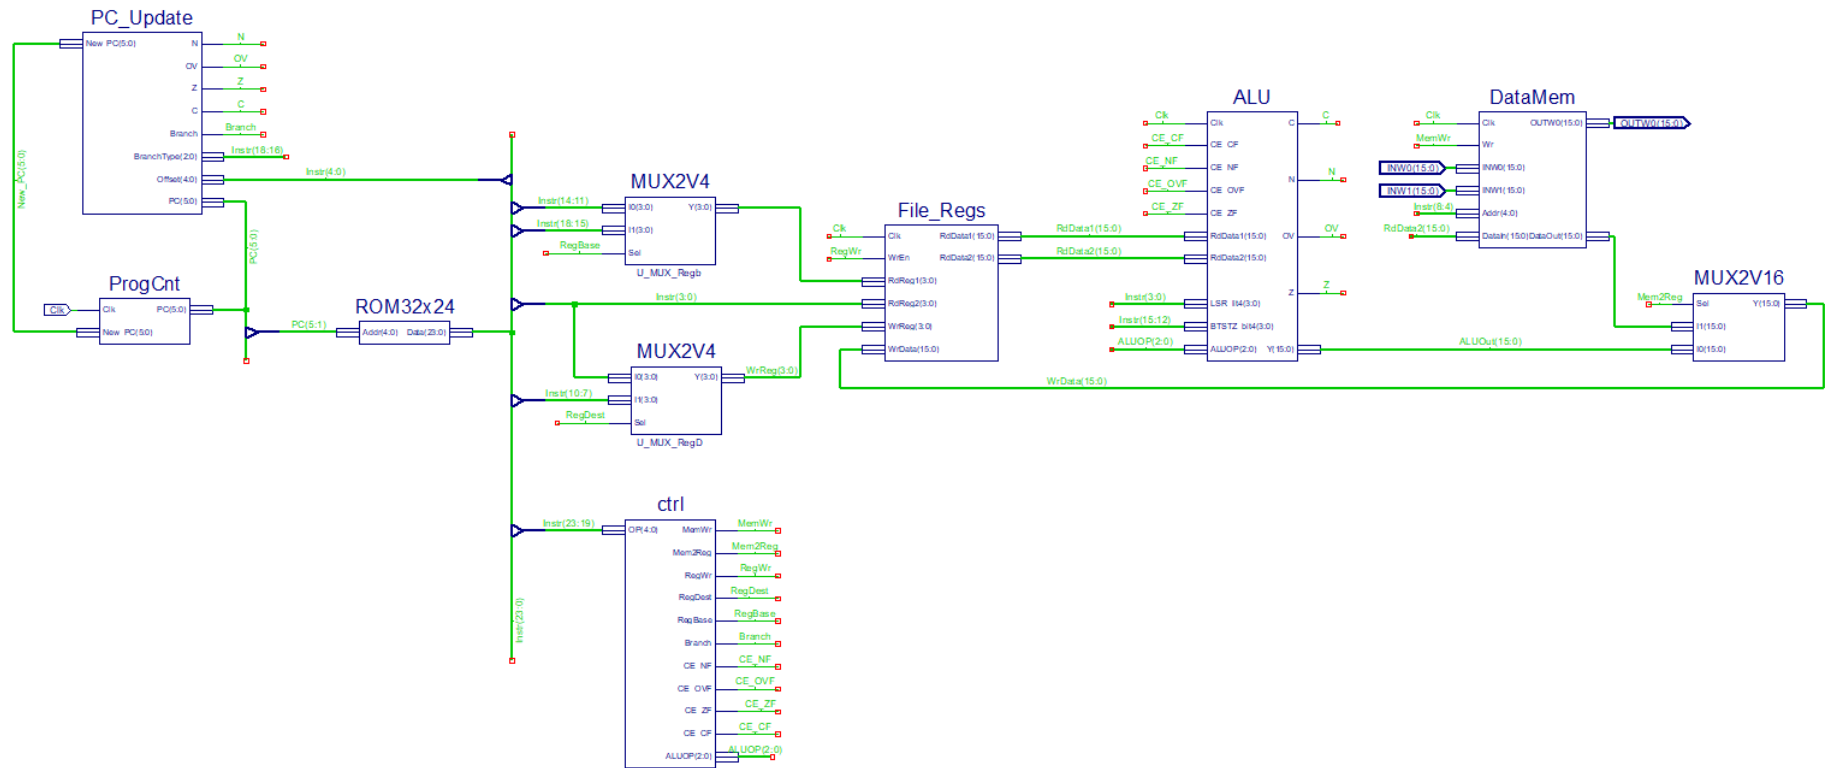 PC_Update
New PC(5:0)
N
OV
Z
C
Branch
BranchType(2:0)
Offset(4:0)
PC(5:0)
N
OV
Z
C
Branch
Instr(18:16)
Instr(4:0)
New_PC(5:0)
PC(5:0)
ProgCnt
Clk
Clk
New PC(5:0)
PC(5:0)
PC(5:1)
ROM32x24
Addr(4:0)
Data(23:0)
Instr(23:0)
MUX2V4
Instr(14:11)
Instr(18:15)
RegBase
I0(3:0)
I1(3:0)
Sel
Y(3:0)
U_MUX_Regb
Instr(3:0)
MUX2V4
Instr(10:7)
RegDest
I0(3:0)
I1(3:0)
Sel
Y(3:0)
WrReg(3:0)
U_MUX_RegD
ctrl
Instr(23:19)
OP(4:0)
MemWr
Mem2Reg
RegWr
RegDest
RegBase
Branch
CE_NF
CE_OVF
CE_ZF
CE_CF
ALUOP(2:0)
MemWr
Mem2Reg
RegWr
RegDest
RegBase
Branch
CE_NF
CE_OVF
CE_ZF
CE_CF
ALUOP(2:0)
File_Regs
Clk
RegWr
Clk
WrEn
RdReg1(3:0)
RdReg2(3:0)
WrReg(3:0)
WrData(15:0)
RdData1(15:0)
RdData2(15:0)
RdData1(15:0)
RdData2(15:0)
WrData(15:0)
ALU
Clk
CE_CF
CE_NF
CE_OVF
CE_ZF
Instr(3:0)
Instr(15:12)
ALUOP(2:0)
Clk
CE_CF
CE_NF
CE_OVF
CE_ZF
RdData1(15:0)
RdData2(15:0)
LSR_lit4(3:0)
BTSTZ_bit4(3:0)
ALUOP(2:0)
C
N
OV
Z
Y(15:0)
C
N
OV
Z
ALUOut(15:0)
DataMem
Clk
MemWr
INW0(15:0)
INW1(15:0)
Instr(8:4)
RdData2(15:0)
Clk
Wr
INW0(15:0)
INW1(15:0)
Addr(4:0)
DataIn(15:0)
OUTW0(15:0)
DataOut(15:0)
OUTW0(15:0)
MUX2V16
Mem2Reg
Sel
I1(15:0)
I0(15:0)
Y(15:0)